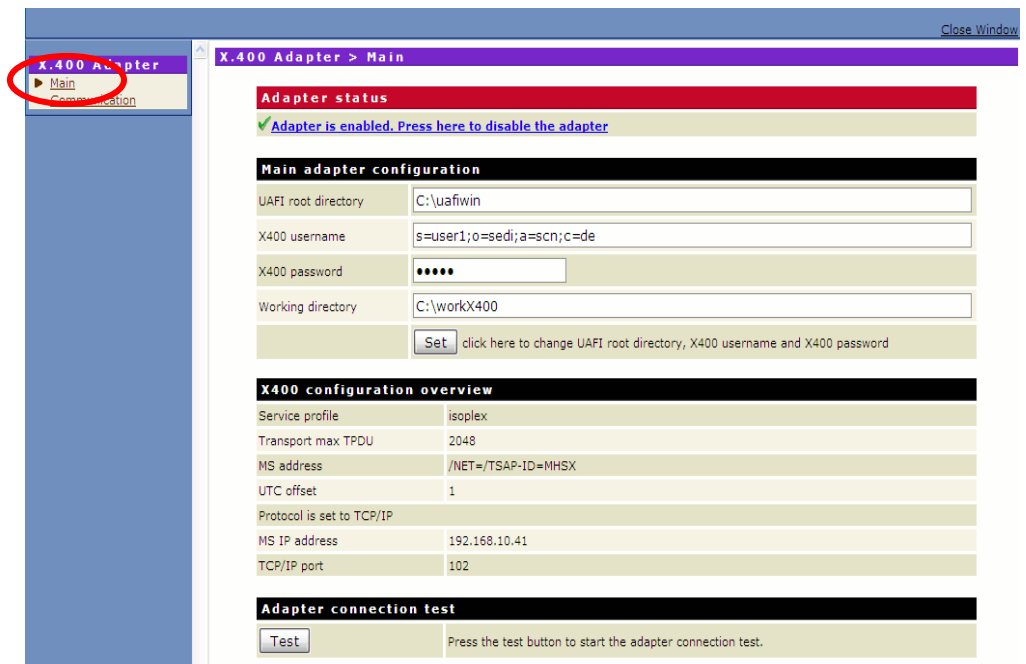 Close Window
X.400 Adapter
Main
Communication
X.400 Adapter > Main
Adapter status
Adapter is enabled. Press here to disable the adapter
Main adapter configuration
UAFI root directory C:\uafiwin
X400 username s=user1;o=sedi;a=scn;c=de
X400 password •••••
Working directory C:\workX400
Set click here to change UAFI root directory, X400 username and X400 password
X400 configuration overview
Service profile isoplex
Transport max TPDU 2048
MS address /NET=/TSAP-ID=MHSX
UTC offset 1
Protocol is set to TCP/IP
MS IP address 192.168.10.41
TCP/IP port 102
Adapter connection test
Test Press the test button to start the adapter connection test.